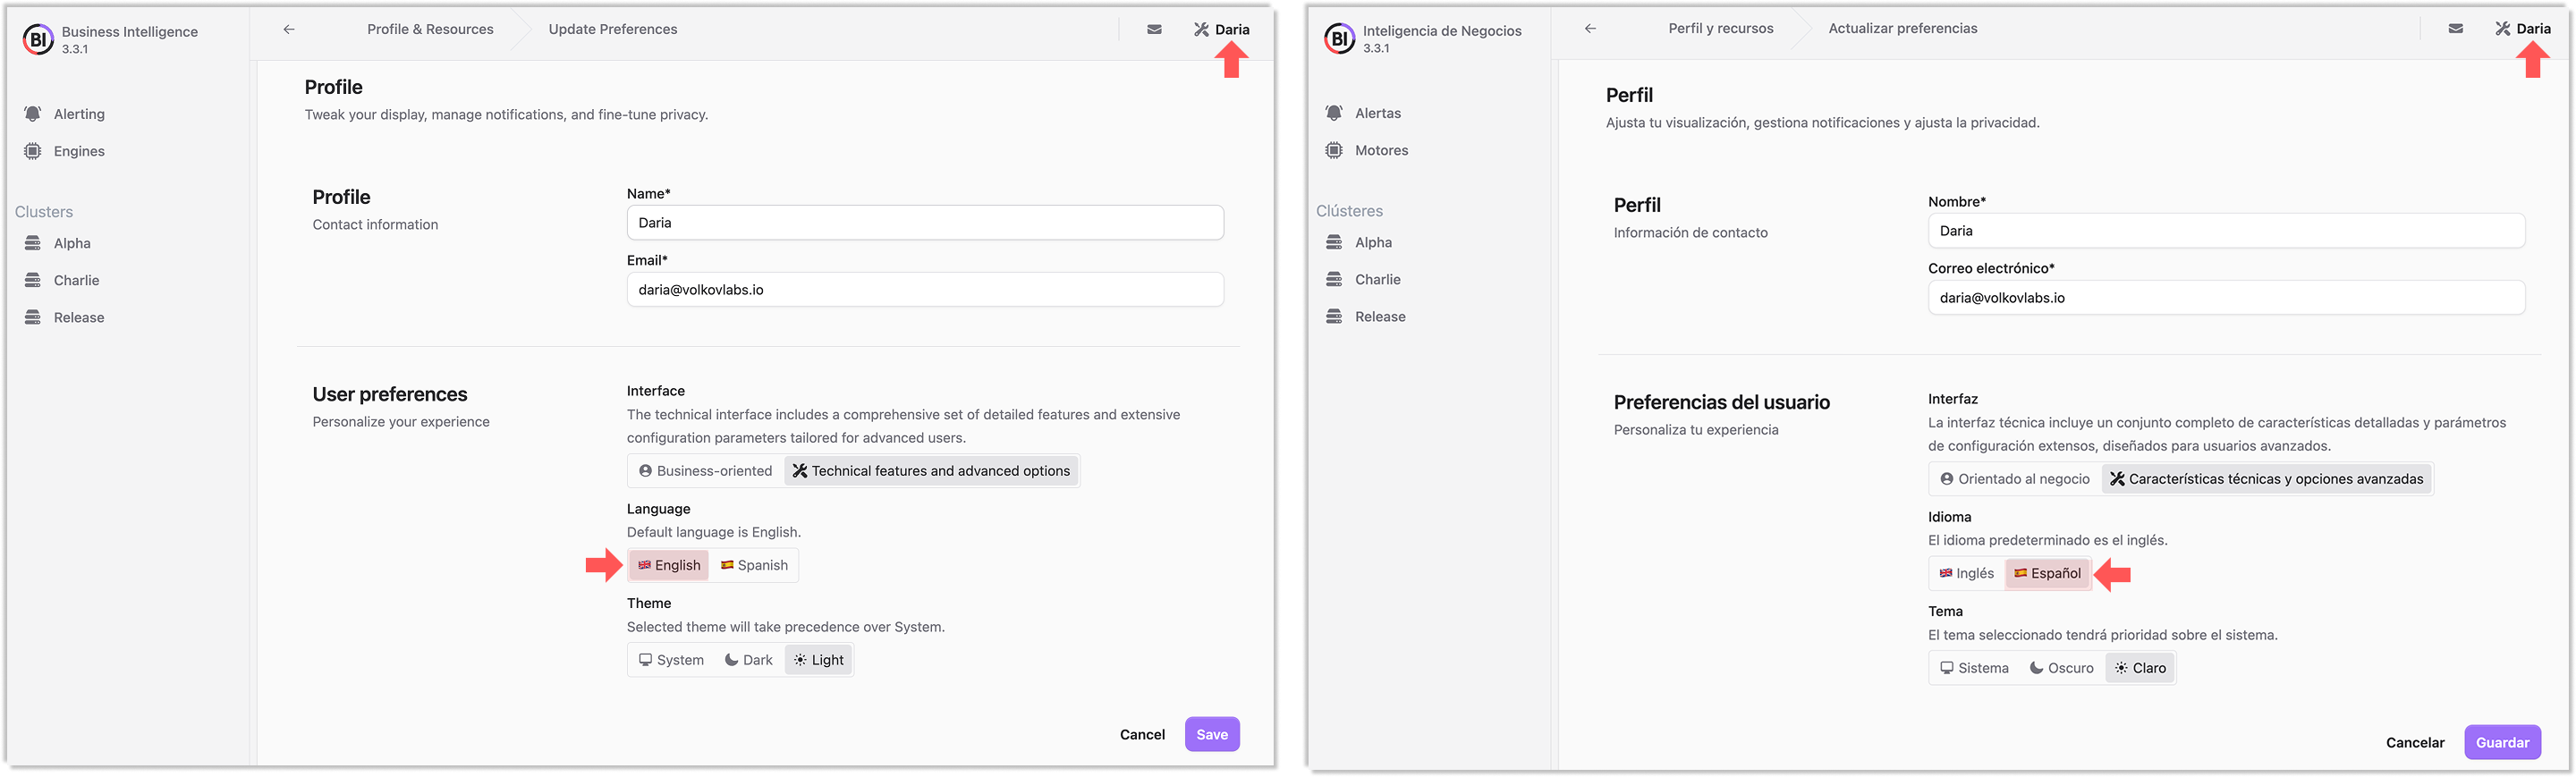 BI
Business Intelligence
3.3.1
Profile & Resources
Update Preferences
Daria
Alerting
Engines
Clusters
Alpha
Charlie
Release
Profile
Tweak your display, manage notifications, and fine-tune privacy.
Profile
Contact information
Name*
Daria
Email*
daria@volkovlabs.io
User preferences
Personalize your experience
Interface
The technical interface includes a comprehensive set of detailed features and extensive
configuration parameters tailored for advanced users.
Business-oriented
Technical features and advanced options
Language
Default language is English.
English
Spanish
Theme
Selected theme will take precedence over System.
System
Dark
Light
Cancel
Save
BI
Inteligencia de Negocios
3.3.1
Perfil y recursos
Actualizar preferencias
Daria
Alertas
Motores
Clústeres
Alpha
Charlie
Release
Perfil
Ajusta tu visualización, gestiona notificaciones y ajusta la privacidad.
Perfil
Información de contacto
Nombre*
Daria
Correo electrónico*
daria@volkovlabs.io
Preferencias del usuario
Personaliza tu experiencia
Interfaz
La interfaz técnica incluye un conjunto completo de características detalladas y parámetros
de configuración extensos, diseñados para usuarios avanzados.
Orientado al negocio
Características técnicas y opciones avanzadas
Idioma
El idioma predeterminado es el inglés.
Inglés
Español
Tema
El tema seleccionado tendrá prioridad sobre el sistema.
Sistema
Oscuro
Claro
Cancelar
Guardar